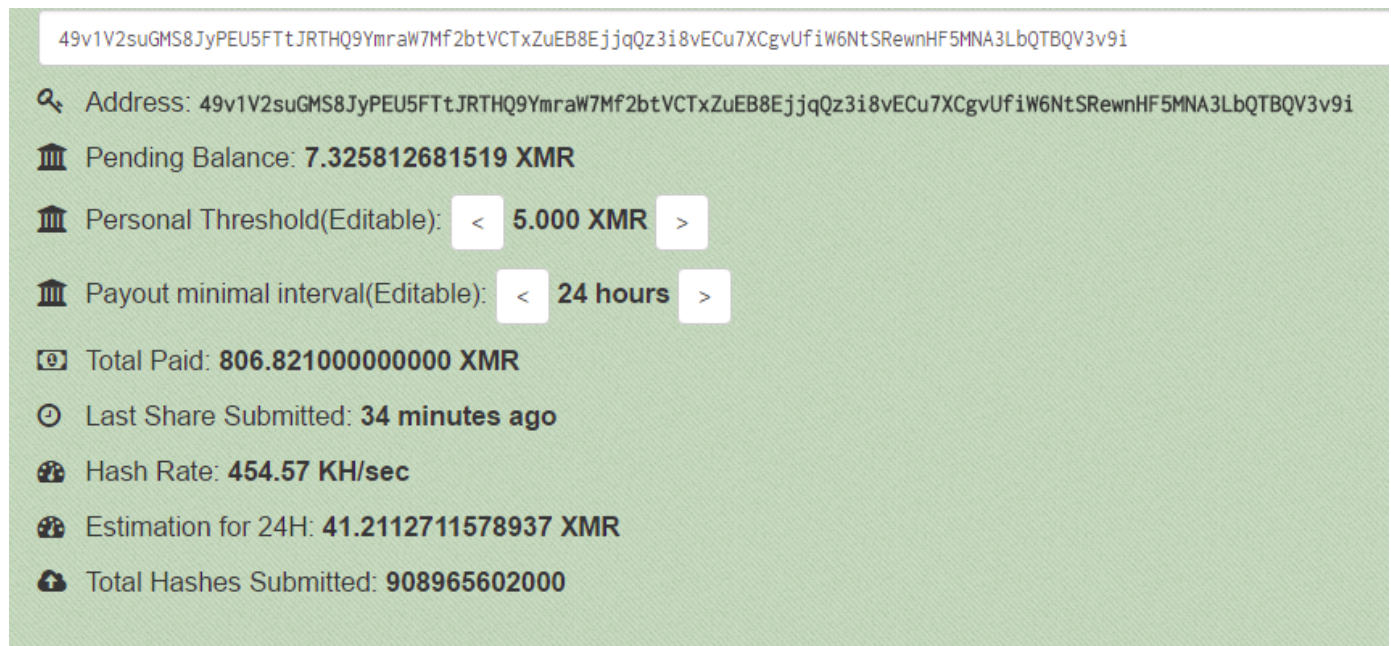 49v1V2suGMS8JyPEU5FTtJRTHQ9YmraW7Mf2btVCTxZuEB8EjjqQz3i8vECu7XCgvUfiW6NtSRewnHF5MNA3LbQTBQV3v9i
Address: 49v1V2suGMS8JyPEU5FTtJRTHQ9YmraW7Mf2btVCTxZuEB8EjjqQz3i8vECu7XCgvUfiW6NtSRewnHF5MNA3LbQTBQV3v9i
Pending Balance: 7.325812681519 XMR
Personal Threshold(Editable): < 5.000 XMR >
Payout minimal interval(Editable): < 24 hours >
Total Paid: 806.821000000000 XMR
Last Share Submitted: 34 minutes ago
Hash Rate: 454.57 KH/sec
Estimation for 24H: 41.2112711578937 XMR
Total Hashes Submitted: 908965602000